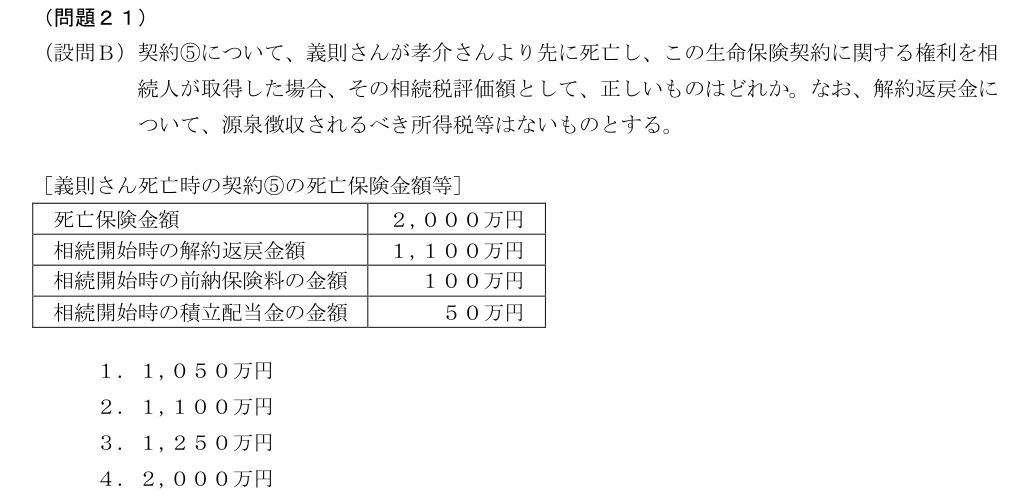 （問題２１）
（設問Ｂ）契約⑤について、義則さんが孝介さんより先に死亡し、この生命保険契約に関する権利を相
続人が取得した場合、その相続税評価額として、正しいものはどれか。なお、解約返戻金に
ついて、源泉徴収されるべき所得税等はないものとする。
［義則さん死亡時の契約⑤の死亡保険金額等］
死亡保険金額 ２，０００万円
相続開始時の解約返戻金額 １，１００万円
相続開始時の前納保険料の金額 １００万円
相続開始時の積立配当金の金額 ５０万円
１．１，０５０万円
２．１，１００万円
３．１，２５０万円
４．２，０００万円